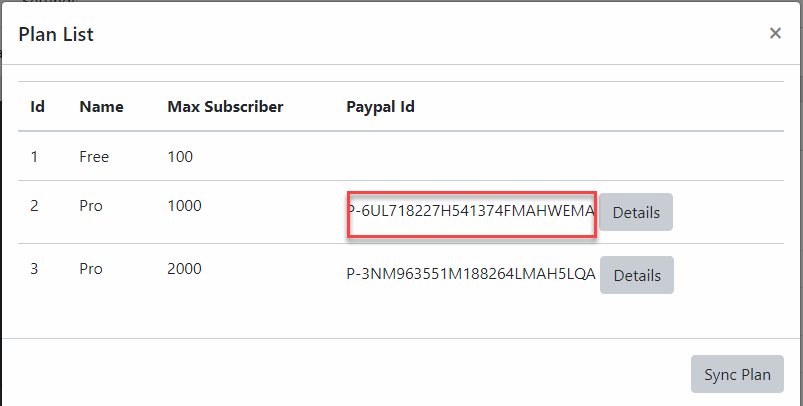 Plan List ×
Id Name Max Subscriber Paypal Id
1 Free 100
2 Pro 1000 P-6UL718227H541374FMAHWEMA Details
3 Pro 2000 P-3NM963551M188264LMAH5LQA Details
Sync Plan